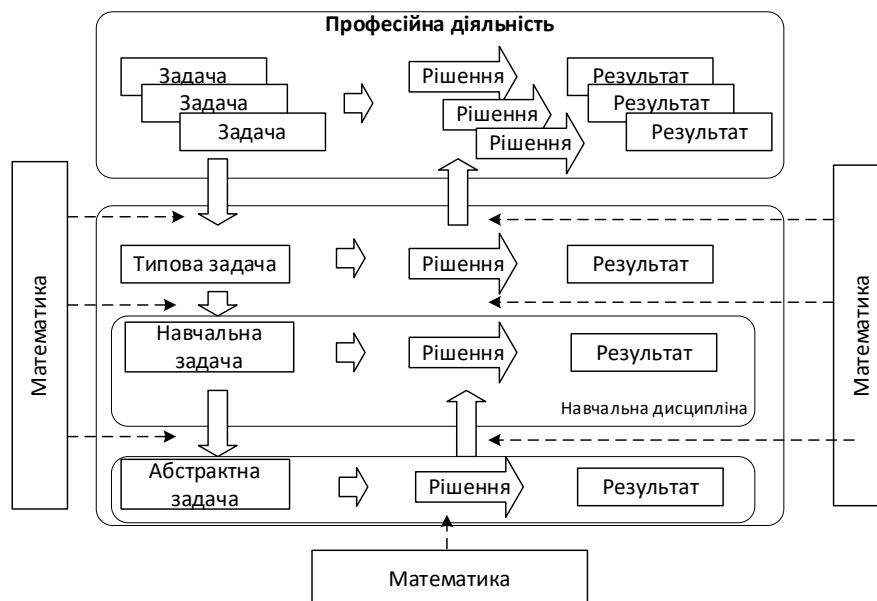 Професійна діяльність
Задача
Рішення
Результат
Задача
Рішення
Результат
Задача
Рішення
Результат
Математика
Математика
Типова задача
Рішення
Результат
Навчальна
задача
Рішення
Результат
Навчальна дисципліна
Абстрактна
задача
Рішення
Результат
Математика